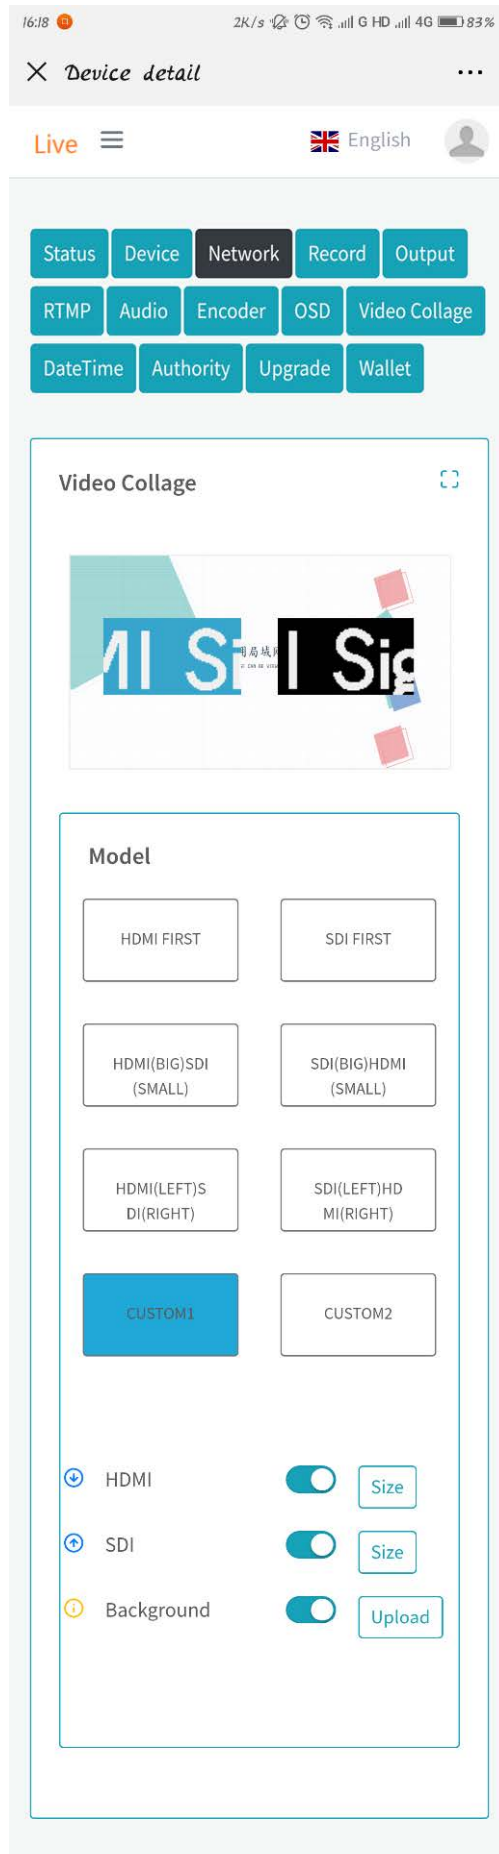 16:18 2K/s G HD 4G 83%
Device detail
Live English
Status Device Network Record Output
RTMP Audio Encoder OSD Video Collage
DateTime Authority Upgrade Wallet
Video Collage
MI Si I Sig
Model
HDMI FIRST SDI FIRST
HDMI(BIG)SDI SDI(BIG)HDMI
(SMALL) (SMALL)
HDMI(LEFT)S SDI(LEFT)HD
DI(RIGHT) MI(RIGHT)
CUSTOM1 CUSTOM2
HDMI Size
SDI Size
Background Upload